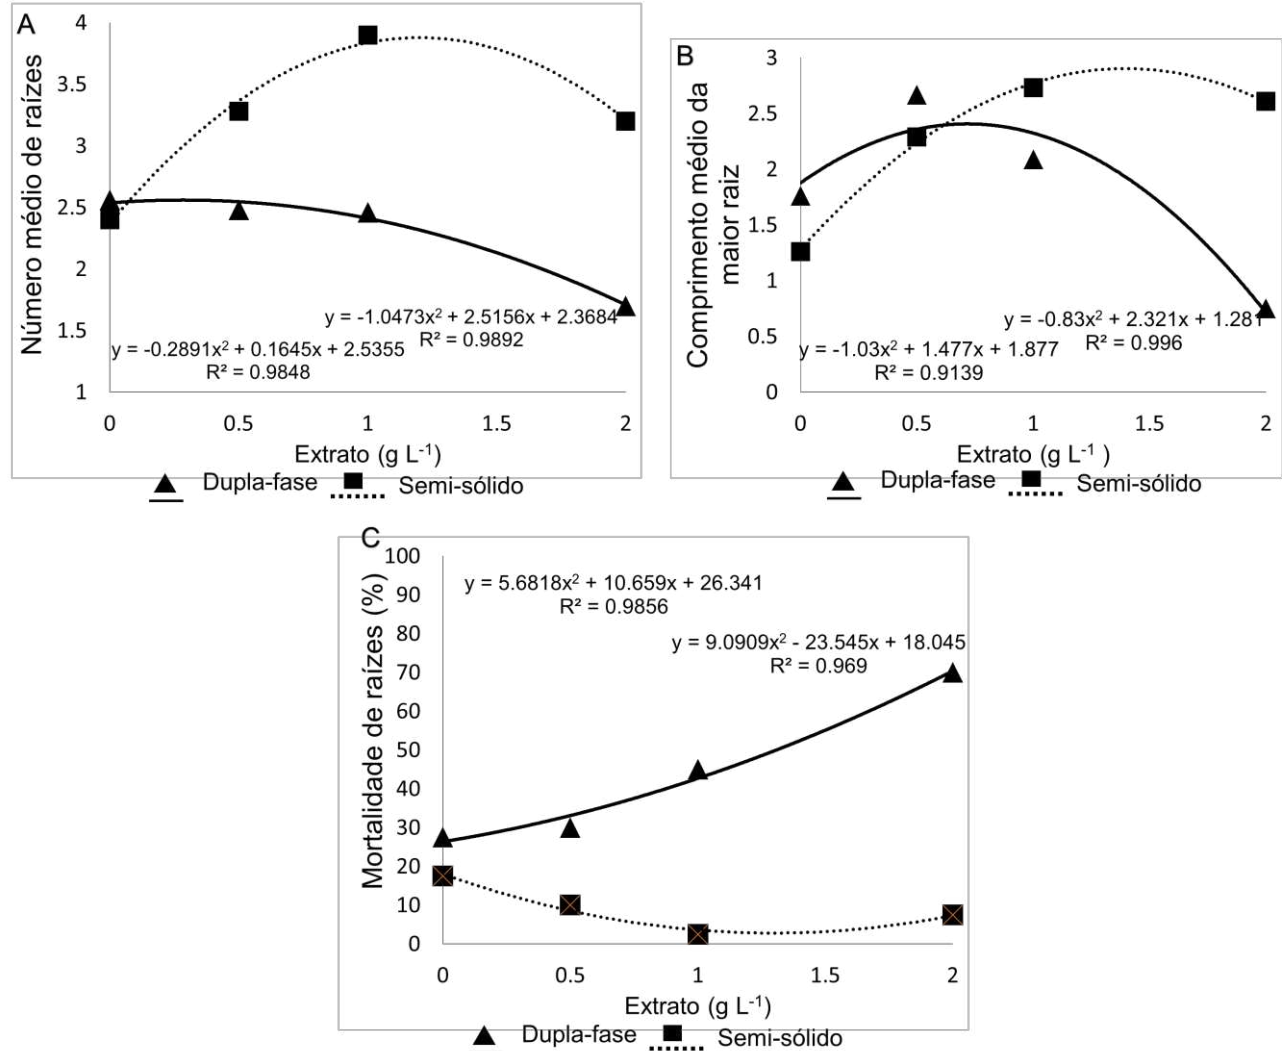 A
Número médio de raízes
4
3.5
3
2.5
2
1.5
1
y = -1.0473x² + 2.5156x + 2.3684
R² = 0.9892
y = -0.2891x² + 0.1645x + 2.5355
R² = 0.9848
0 0.5 1 1.5 2
Extrato (g L⁻¹)
Dupla-fase Semi-sólido
B
Comprimento médio da
maior raiz
3
2.5
2
1.5
1
0.5
0
y = -0.83x² + 2.321x + 1.281
R² = 0.996
y = -1.03x² + 1.477x + 1.877
R² = 0.9139
0 0.5 1 1.5 2
Extrato (g L⁻¹ )
Dupla-fase Semi-sólido
C
Mortalidade de raízes (%)
100
90
80
70
60
50
40
30
20
10
0
y = 5.6818x² + 10.659x + 26.341
R² = 0.9856
y = 9.0909x² - 23.545x + 18.045
R² = 0.969
0 0.5 1 1.5 2
Extrato (g L⁻¹)
Dupla-fase Semi-sólido